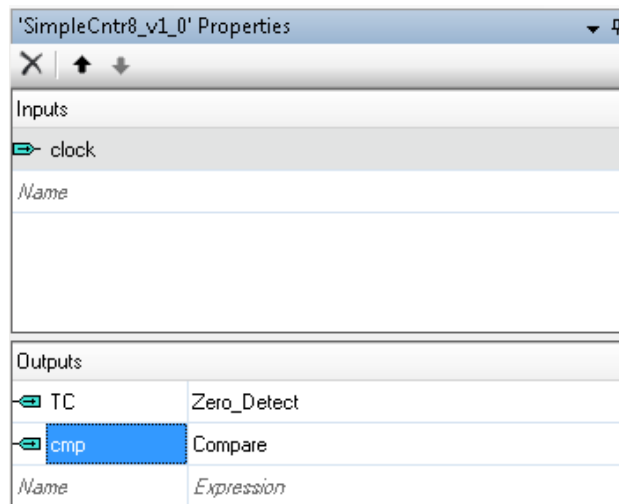 'SimpleCntr8_v1_0' Properties
Inputs
clock
Name
Outputs
TC Zero_Detect
cmp Compare
Name Expression